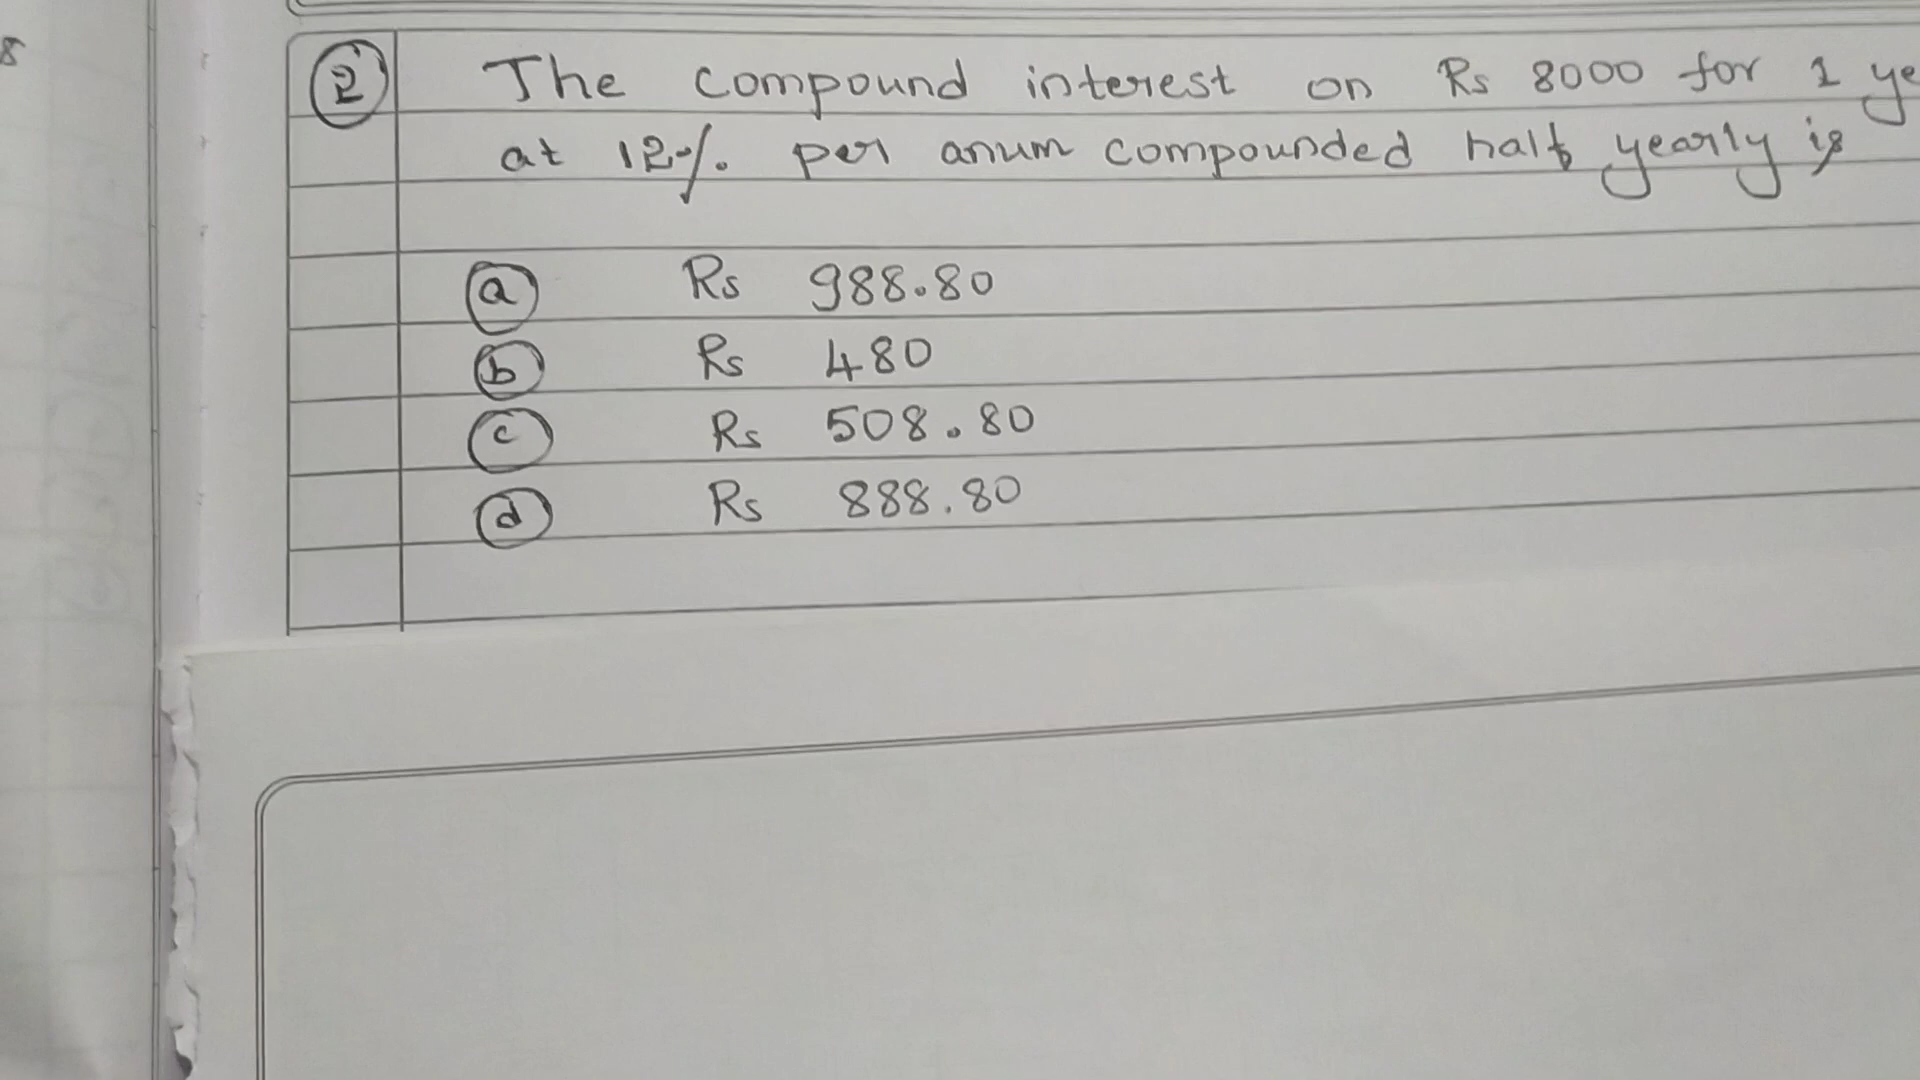 8
2 The compound interest on Rs 8000 for 1 ye
at 12% per anum compounded half yearly is
a Rs 988.80
b Rs 480
c Rs 508.80
d Rs 888.80